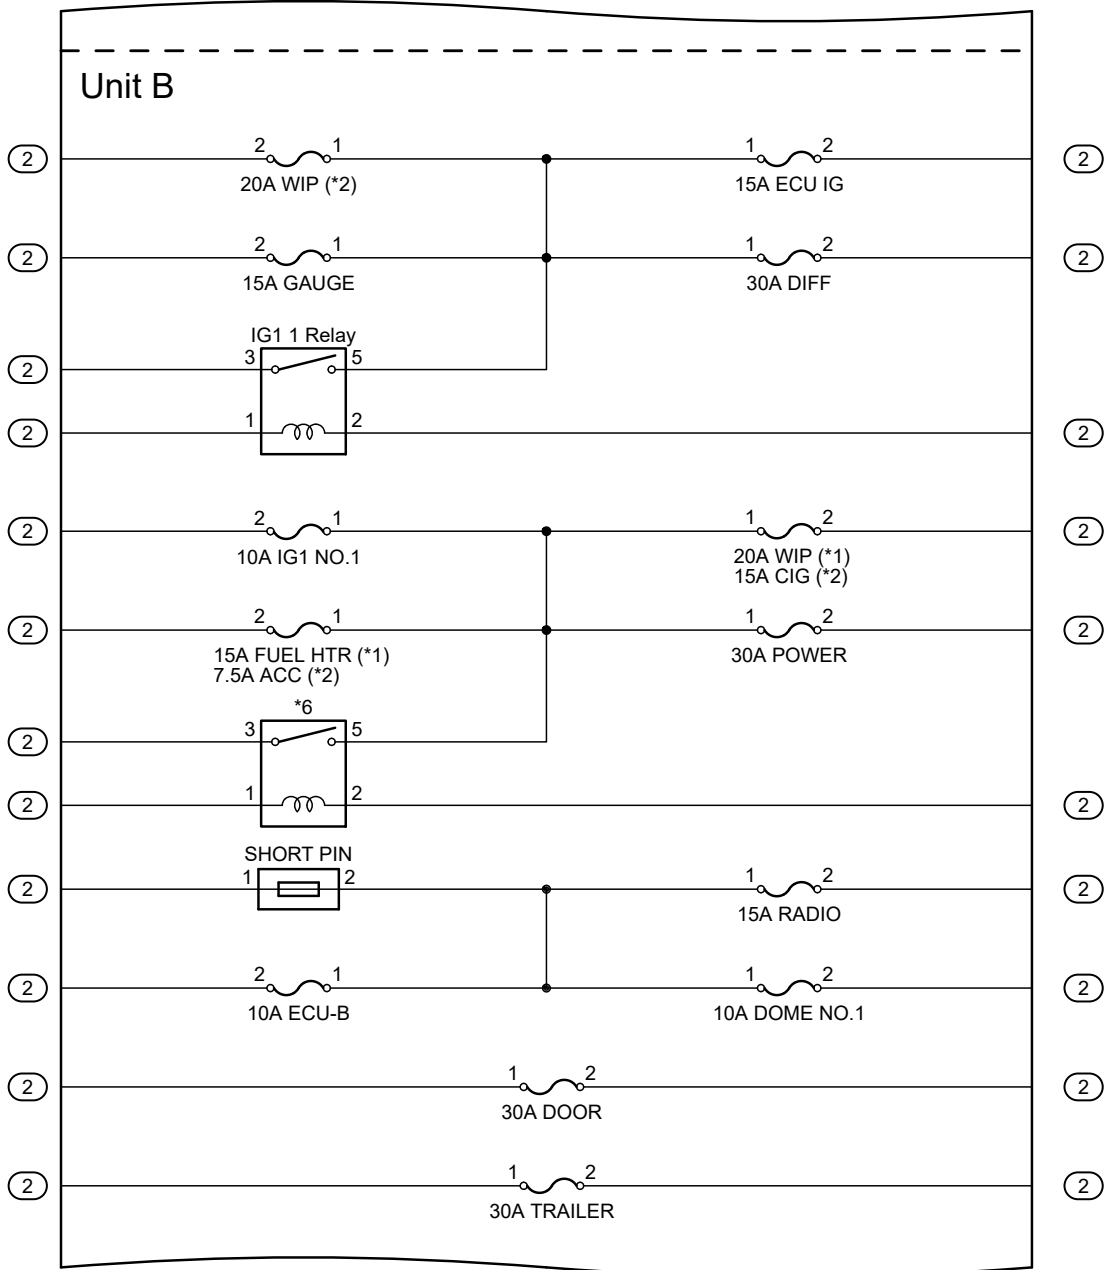 Unit B
2 2 1 1 2 2
20A WIP (*2) 15A ECU IG
2 2 1 1 2 2
15A GAUGE 30A DIFF
IG1 1 Relay
2 3 5
2 1 2 2
2 2 1 1 2 2
10A IG1 NO.1 20A WIP (*1)
15A CIG (*2)
2 2 1 1 2 2
15A FUEL HTR (*1) 30A POWER
7.5A ACC (*2)
*6
2 3 5
2 1 2 2
SHORT PIN
2 1 2 1 2 2
15A RADIO
2 2 1 1 2 2
10A ECU-B 10A DOME NO.1
2 1 2 2
30A DOOR
2 1 2 2
30A TRAILER